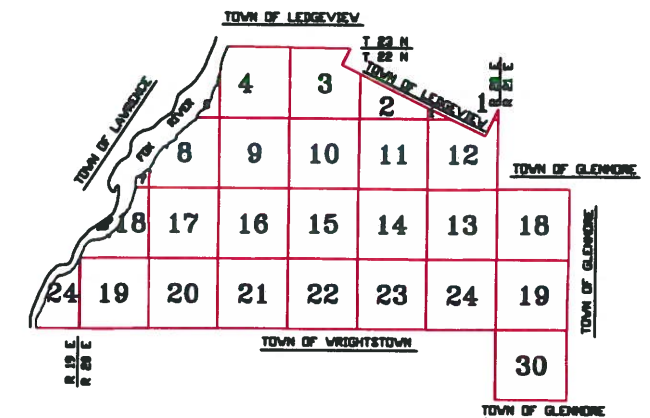 TOWN OF LEDGEVIEW
T 23 N
T 22 N
TOWN OF LEDGEVIEW
R 20 E
R 21 E
TOWN OF LAWRENCE
FOX RIVER
4 3 2 1
8 9 10 11 12
TOWN OF GLENMORE
18 17 16 15 14 13 18
TOWN OF GLENMORE
24 19 20 21 22 23 24 19
R 19 E
R 20 E
TOWN OF WRIGHTSTOWN
30
TOWN OF GLENMORE